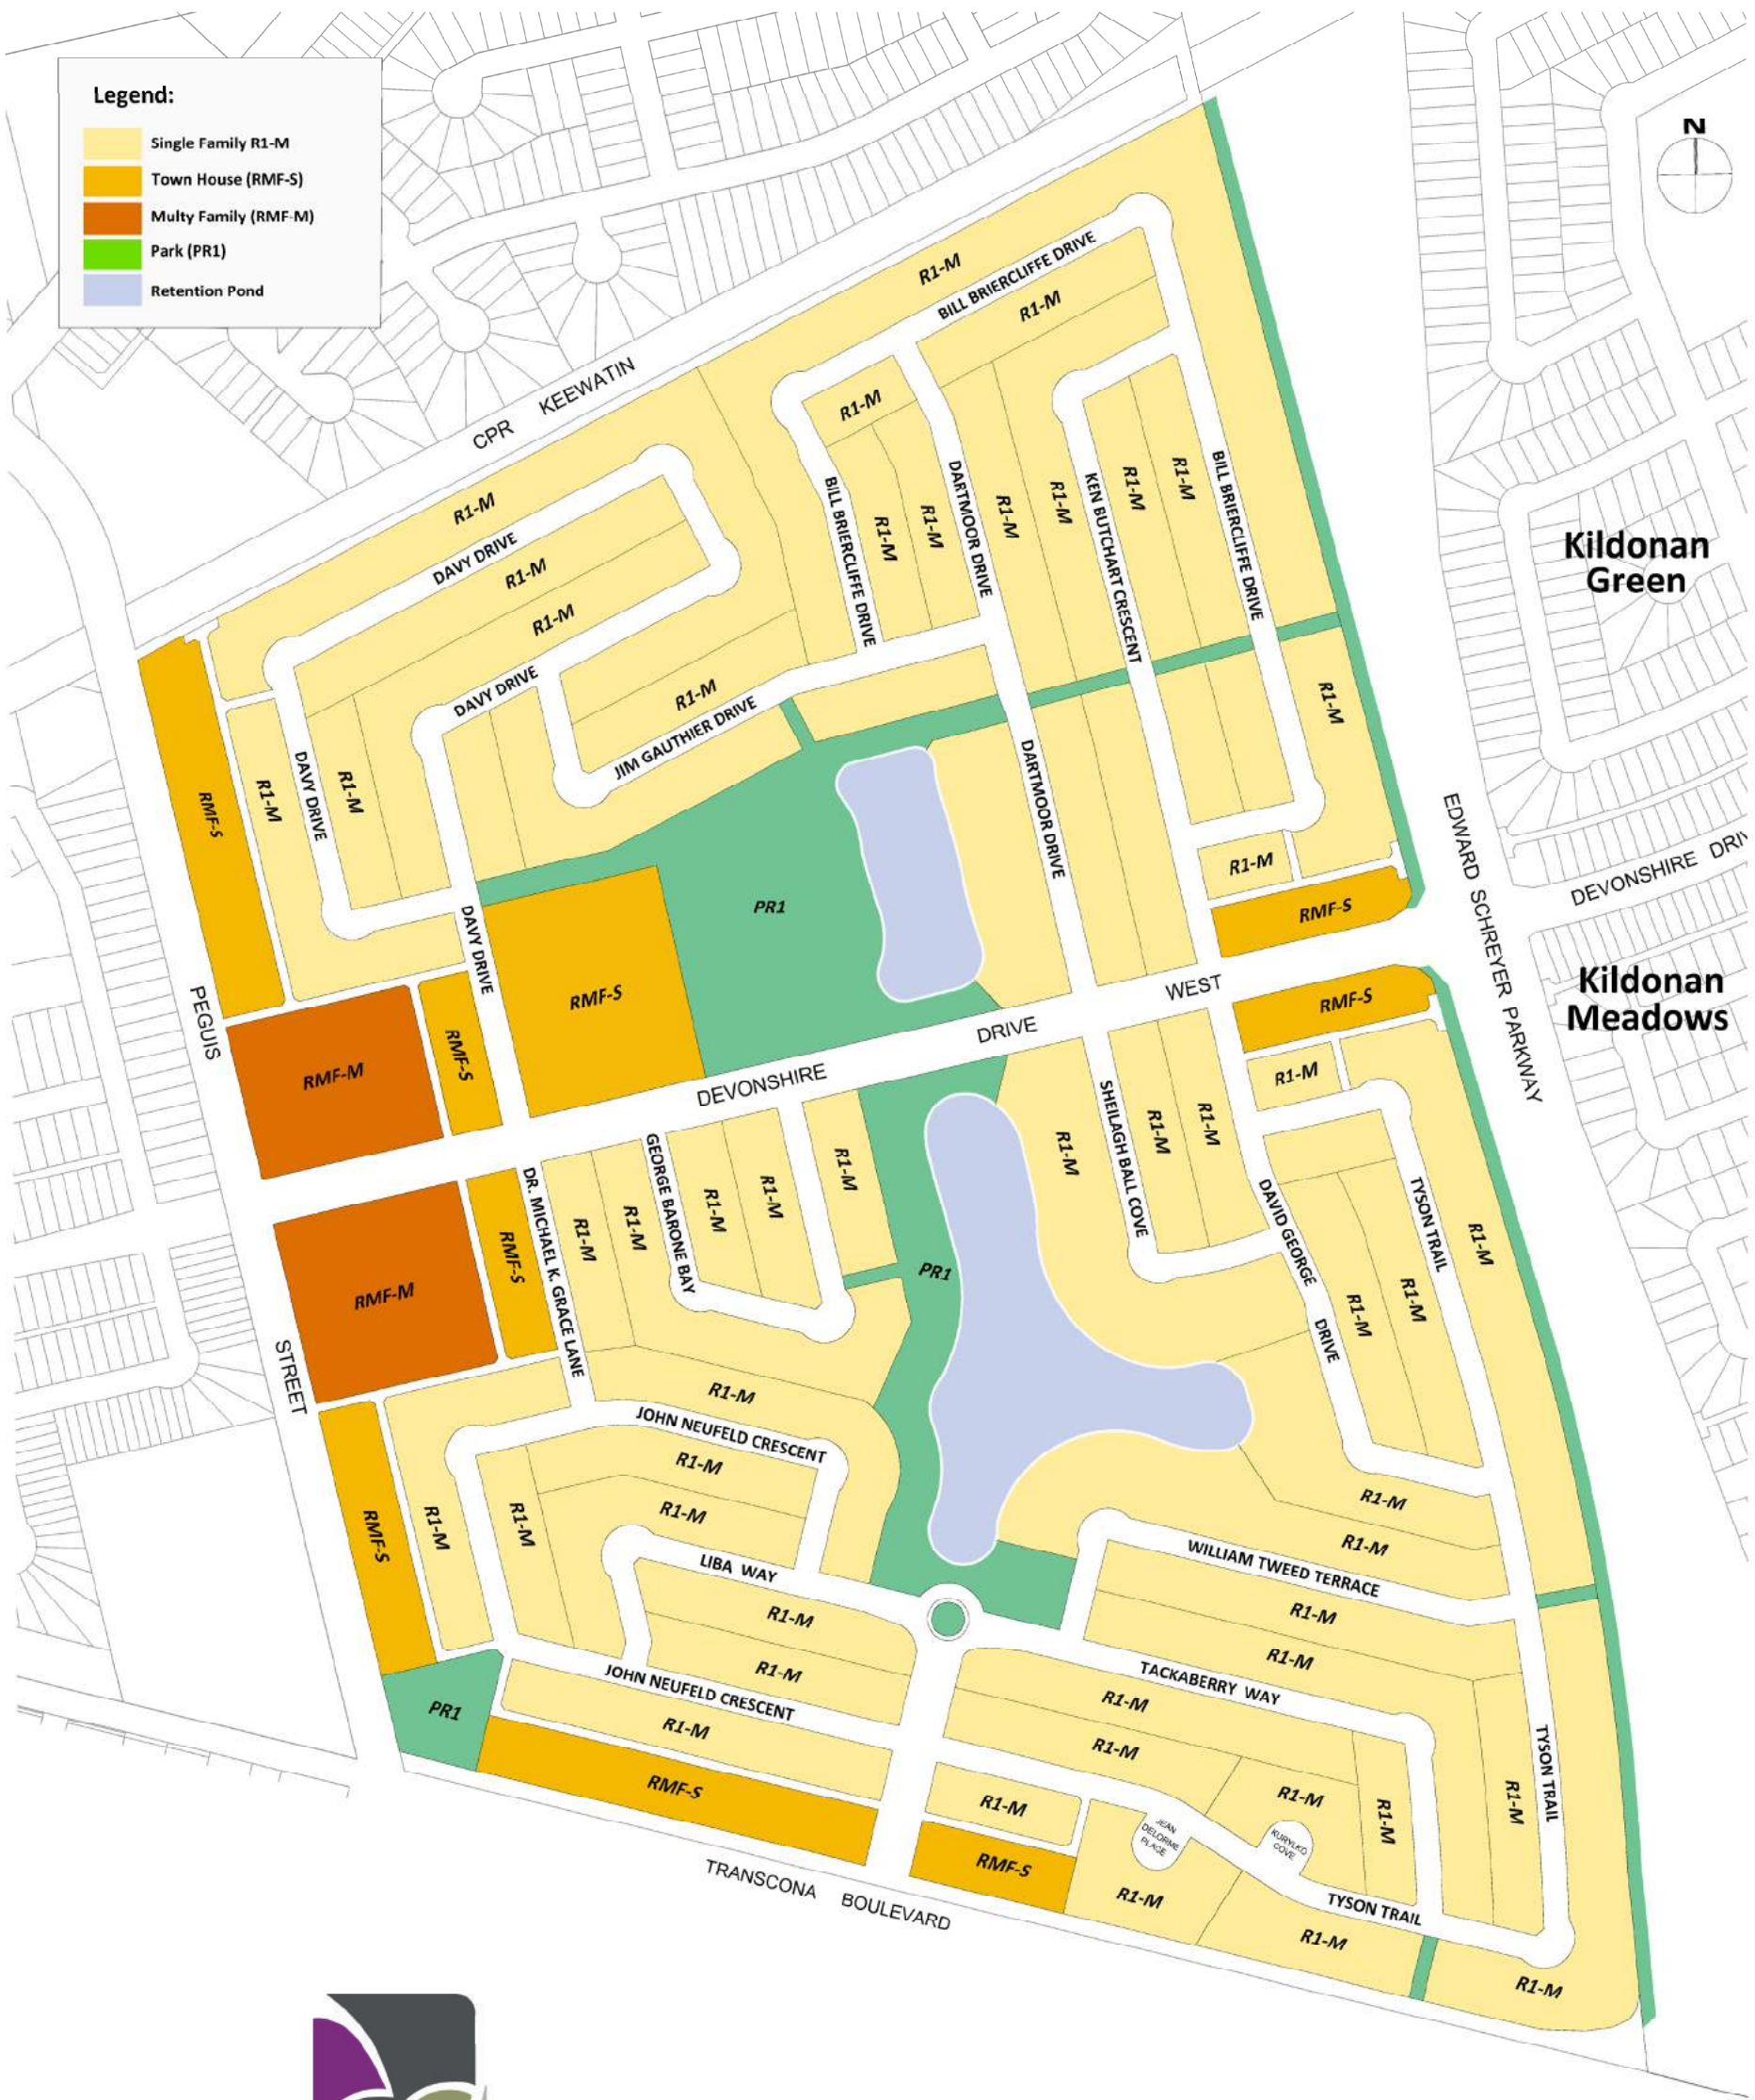 Legend:
Single Family R1-M
Town House (RMF-S)
Multy Family (RMF-M)
Park (PR1)
Retention Pond
N
CPR KEEWATIN
R1-M
BILL BRIERCLIFFE DRIVE
R1-M
R1-M
R1-M
DAVY DRIVE
R1-M
R1-M
BILL BRIERCLIFFE DRIVE
R1-M
R1-M
DARTMOOR DRIVE
R1-M
R1-M
KEN BUTCHART CRESCENT
R1-M
R1-M
BILL BRIERCLIFFE DRIVE
Kildonan
Green
DAVY DRIVE
R1-M
JIM GAUTHIER DRIVE
R1-M
RMF-S
R1-M
DAVY DRIVE
R1-M
DARTMOOR DRIVE
R1-M
EDWARD SCHREYER PARKWAY
DEVONSHIRE DRIV
PR1
DAVY DRIVE
RMF-S
RMF-S
WEST
RMF-S
Kildonan
Meadows
PEGUIS
RMF-M
RMF-S
DRIVE
DEVONSHIRE
R1-M
SHEILAGH BALL COVE
R1-M
R1-M
R1-M
R1-M
GEORGE BARONE BAY
R1-M
R1-M
DR. MICHAEL K. GRACE LANE
R1-M
R1-M
RMF-S
RMF-M
PR1
DAVID GEORGE
DRIVE
R1-M
R1-M
TYSON TRAIL
R1-M
STREET
R1-M
JOHN NEUFELD CRESCENT
R1-M
R1-M
R1-M
R1-M
RMF-S
R1-M
R1-M
WILLIAM TWEED TERRACE
LIBA WAY
R1-M
R1-M
R1-M
R1-M
TACKABERRY WAY
JOHN NEUFELD CRESCENT
R1-M
R1-M
PR1
R1-M
RMF-S
R1-M
R1-M
R1-M
R1-M
TYSON TRAIL
JEAN
DELORME
PLACE
KURYLKO
COVE
RMF-S
R1-M
TYSON TRAIL
R1-M
R1-M
TRANSCONA BOULEVARD